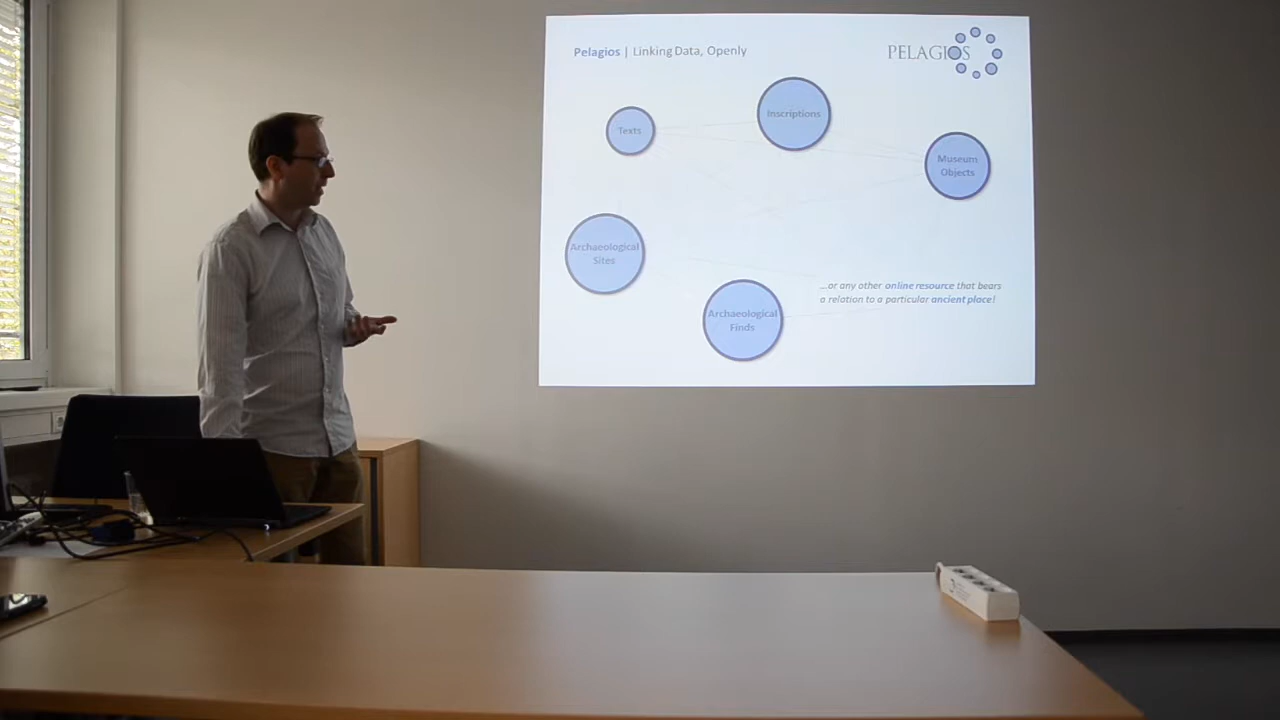 Pelagios | Linking Data, Openly
PELAGIOS
Texts
Inscriptions
Museum
Objects
Archaeological
Sites
Archaeological
Finds
...or any other online resource that bears
a relation to a particular ancient place!